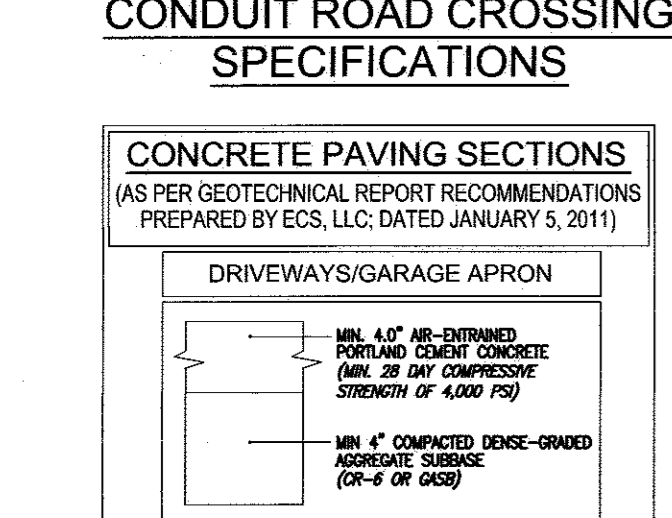 CONDUIT ROAD CROSSING
SPECIFICATIONS
CONCRETE PAVING SECTIONS
(AS PER GEOTECHNICAL REPORT RECOMMENDATIONS
PREPARED BY ECS, LLC; DATED JANUARY 5, 2011)
DRIVEWAYS/GARAGE APRON
MIN. 4.0" AIR-ENTRAINED
PORTLAND CEMENT CONCRETE
(MIN. 28 DAY COMPRESSIVE
STRENGTH OF 4,000 PSI)
MIN 4" COMPACTED DENSE-GRADED
AGGREGATE SUBBASE
(CR-6 OR GASB)